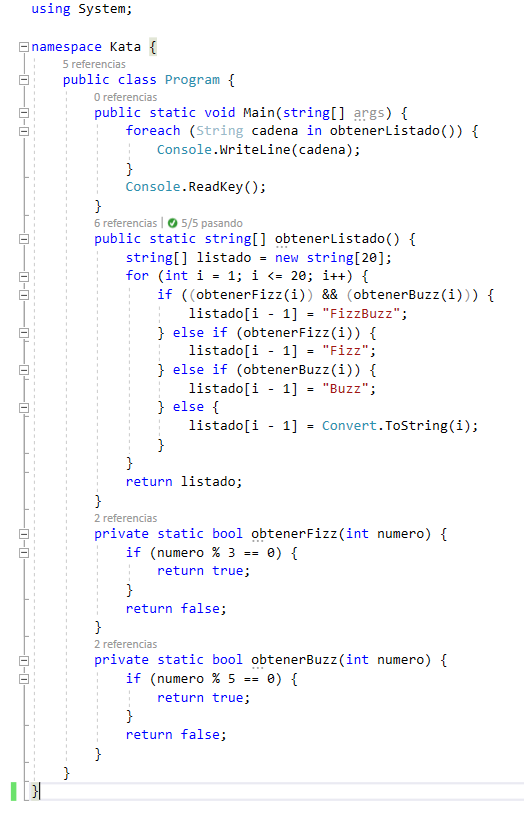 using System;
namespace Kata {
5 referencias
public class Program {
0 referencias
public static void Main(string[] args) {
foreach (String cadena in obtenerListado()) {
Console.WriteLine(cadena);
}
Console.ReadKey();
}
6 referencias | 5/5 pasando
public static string[] obtenerListado() {
string[] listado = new string[20];
for (int i = 1; i <= 20; i++) {
if ((obtenerFizz(i)) && (obtenerBuzz(i))) {
listado[i - 1] = "FizzBuzz";
} else if (obtenerFizz(i)) {
listado[i - 1] = "Fizz";
} else if (obtenerBuzz(i)) {
listado[i - 1] = "Buzz";
} else {
listado[i - 1] = Convert.ToString(i);
}
}
return listado;
}
2 referencias
private static bool obtenerFizz(int numero) {
if (numero % 3 == 0) {
return true;
}
return false;
}
2 referencias
private static bool obtenerBuzz(int numero) {
if (numero % 5 == 0) {
return true;
}
return false;
}
}
}